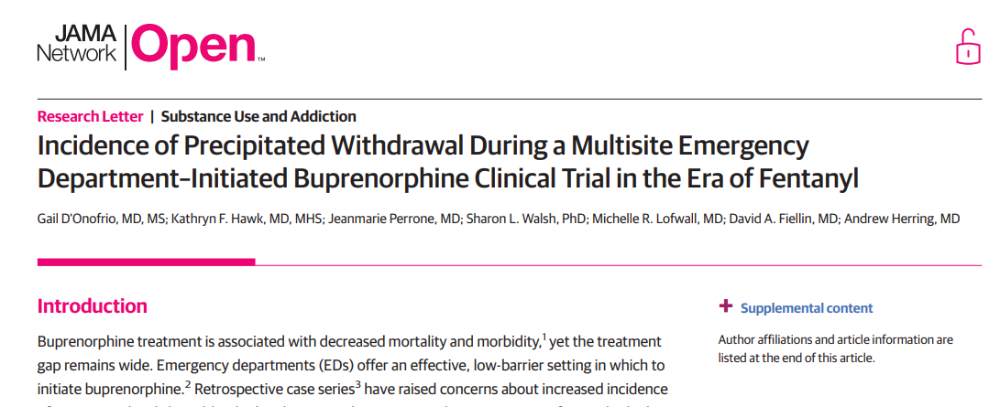 JAMA
Network Open™
Research Letter | Substance Use and Addiction
Incidence of Precipitated Withdrawal During a Multisite Emergency
Department–Initiated Buprenorphine Clinical Trial in the Era of Fentanyl
Gail D'Onofrio, MD, MS; Kathryn F. Hawk, MD, MHS; Jeanmarie Perrone, MD; Sharon L. Walsh, PhD; Michelle R. Lofwall, MD; David A. Fiellin, MD; Andrew Herring, MD
Introduction
Buprenorphine treatment is associated with decreased mortality and morbidity,1 yet the treatment
gap remains wide. Emergency departments (EDs) offer an effective, low-barrier setting in which to
initiate buprenorphine.2 Retrospective case series3 have raised concerns about increased incidence
+ Supplemental content
Author affiliations and article information are
listed at the end of this article.